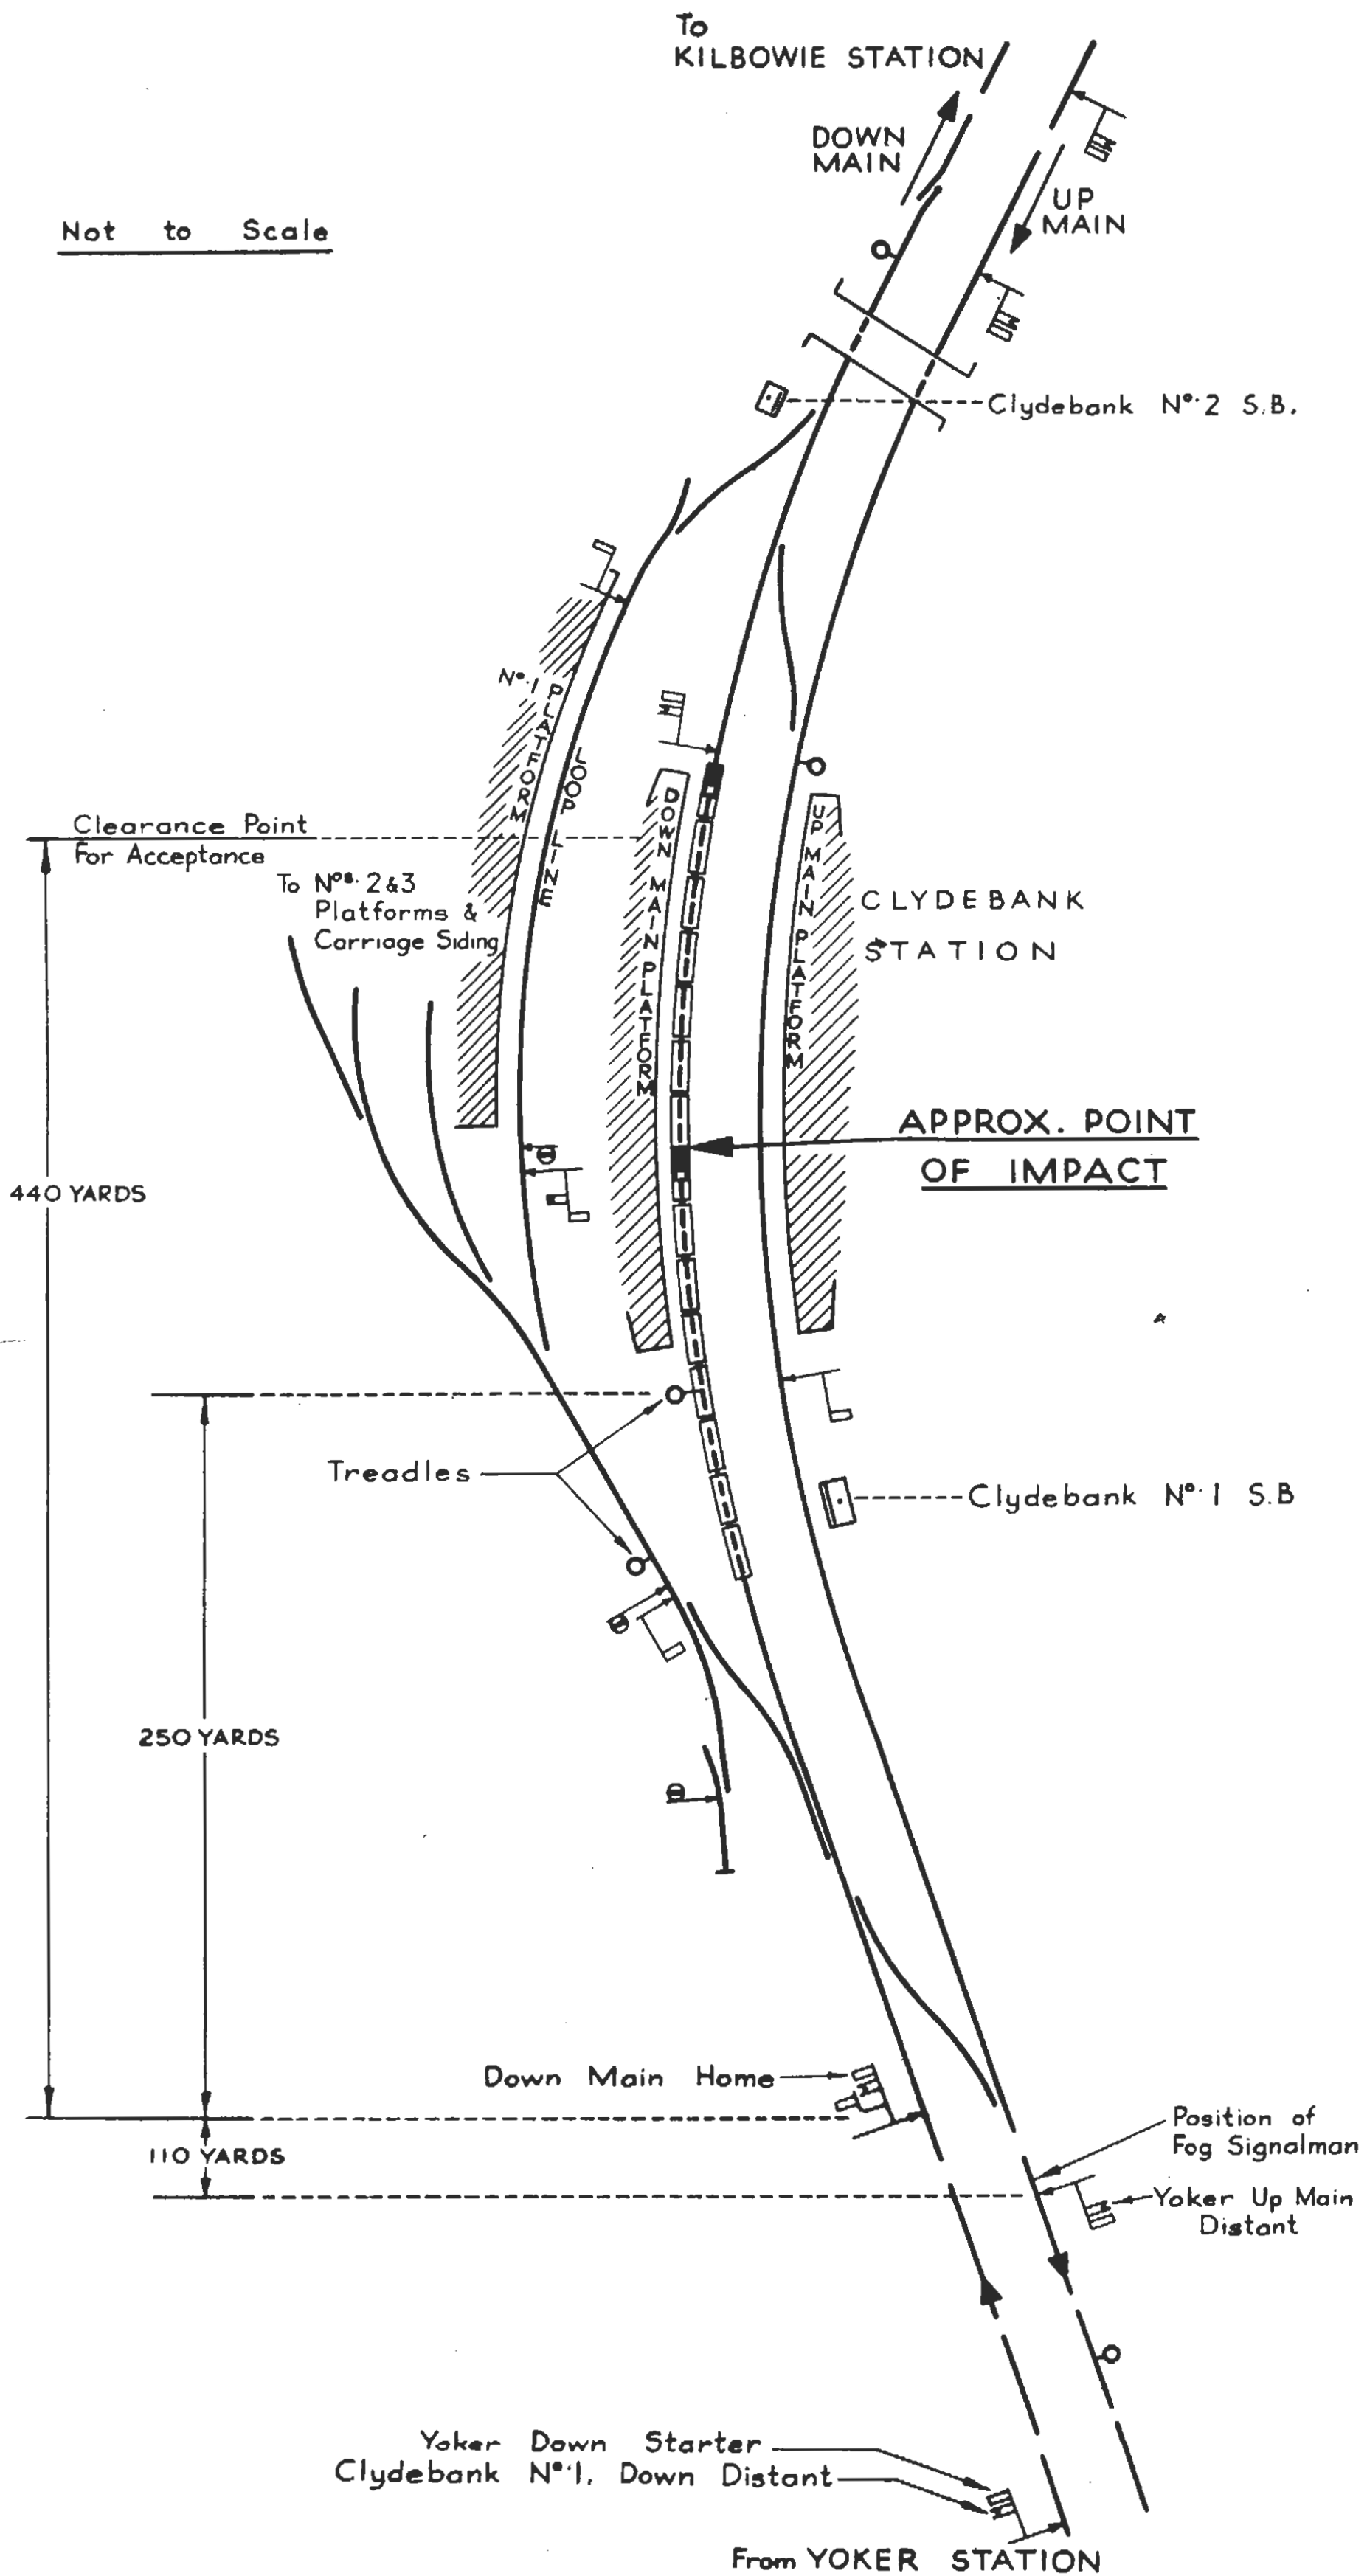 To
KILBOWIE STATION
DOWN
MAIN
UP
MAIN
Not to Scale
Clydebank Nº 2 S.B.
Nº 1 PLATFORM
LOOP LINE
DOWN MAIN PLATFORM
UP MAIN PLATFORM
Clearance Point
For Acceptance
To Nºs 2&3
Platforms &
Carriage Siding
CLYDEBANK
STATION
APPROX. POINT
OF IMPACT
440 YARDS
Treadles
Clydebank Nº 1 S.B
250 YARDS
Down Main Home
110 YARDS
Position of
Fog Signalman
Yoker Up Main
Distant
Yoker Down Starter
Clydebank Nº 1. Down Distant
From YOKER STATION